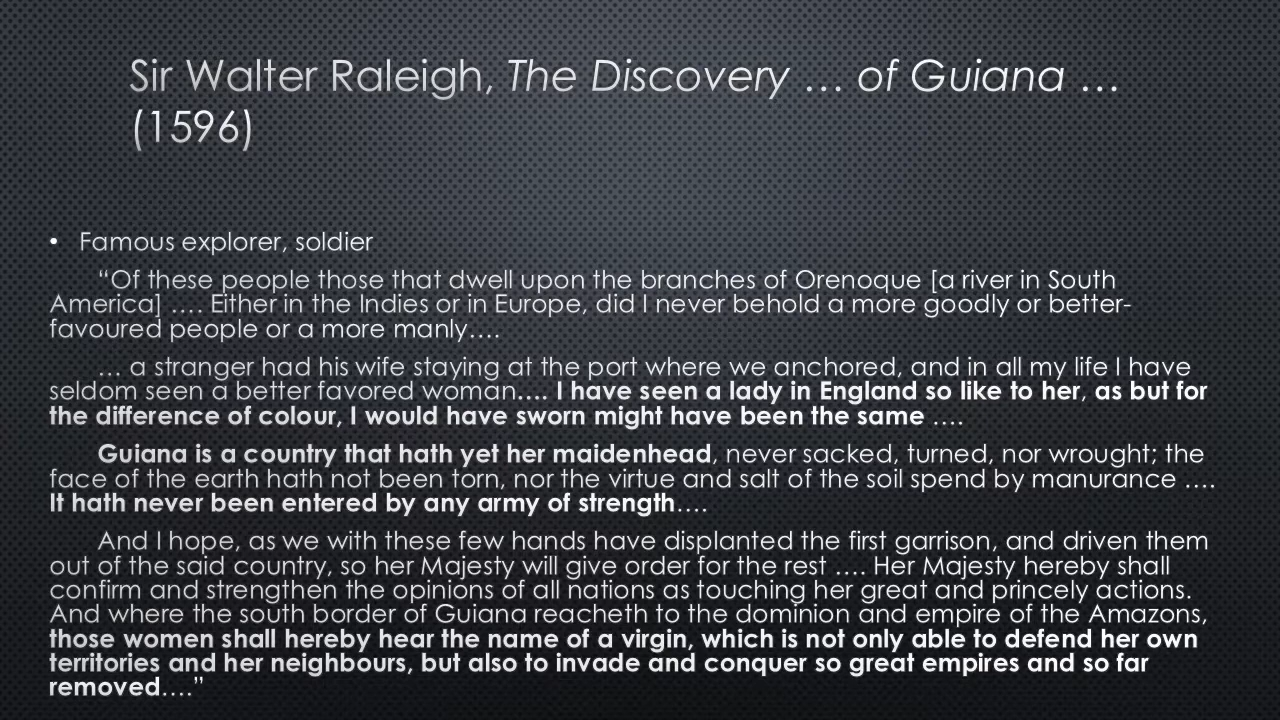 Sir Walter Raleigh, The Discovery … of Guiana …
(1596)
• Famous explorer, soldier
“Of these people those that dwell upon the branches of Orenoque [a river in South
America] …. Either in the Indies or in Europe, did I never behold a more goodly or better-
favoured people or a more manly….
… a stranger had his wife staying at the port where we anchored, and in all my life I have
seldom seen a better favored woman…. I have seen a lady in England so like to her, as but for
the difference of colour, I would have sworn might have been the same ….
Guiana is a country that hath yet her maidenhead, never sacked, turned, nor wrought; the
face of the earth hath not been torn, nor the virtue and salt of the soil spend by manurance ….
It hath never been entered by any army of strength….
And I hope, as we with these few hands have displanted the first garrison, and driven them
out of the said country, so her Majesty will give order for the rest …. Her Majesty hereby shall
confirm and strengthen the opinions of all nations as touching her great and princely actions.
And where the south border of Guiana reacheth to the dominion and empire of the Amazons,
those women shall hereby hear the name of a virgin, which is not only able to defend her own
territories and her neighbours, but also to invade and conquer so great empires and so far
removed….”